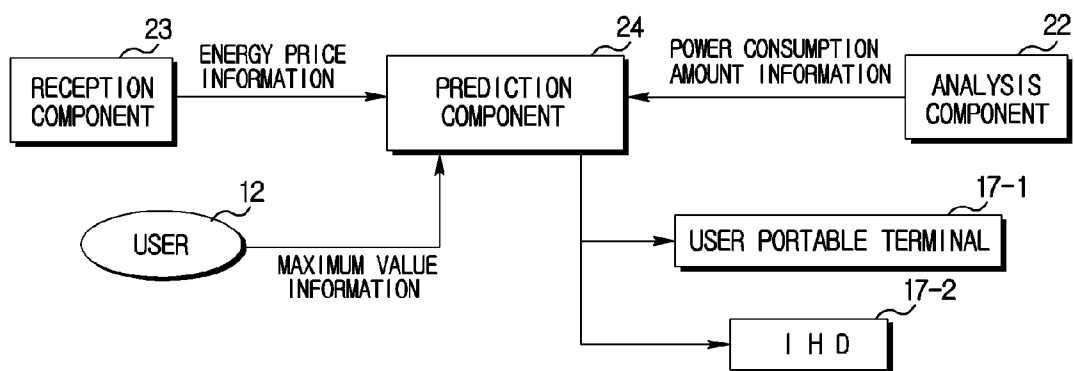 23
RECEPTION
COMPONENT
ENERGY PRICE
INFORMATION
24
PREDICTION
COMPONENT
POWER CONSUMPTION
AMOUNT INFORMATION
22
ANALYSIS
COMPONENT
12
USER
MAXIMUM VALUE
INFORMATION
17-1
USER PORTABLE TERMINAL
17-2
IHD